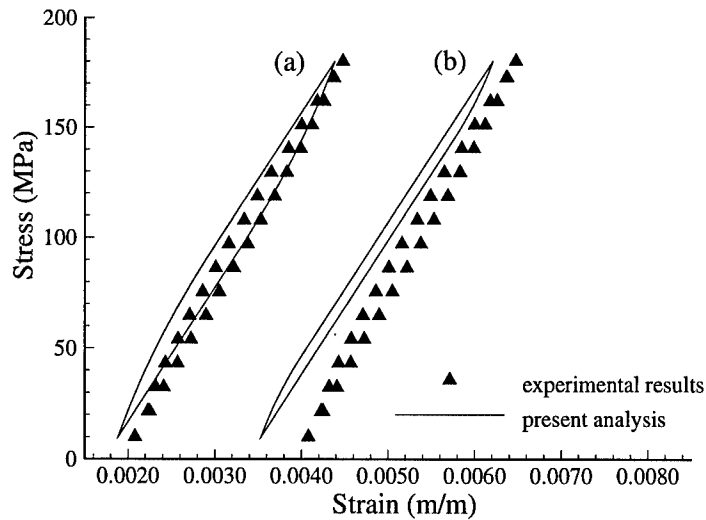 200
(a)
(b)
150
Stress (MPa)
100
50
experimental results
present analysis
0
0.0020 0.0030 0.0040 0.0050 0.0060 0.0070 0.0080
Strain (m/m)